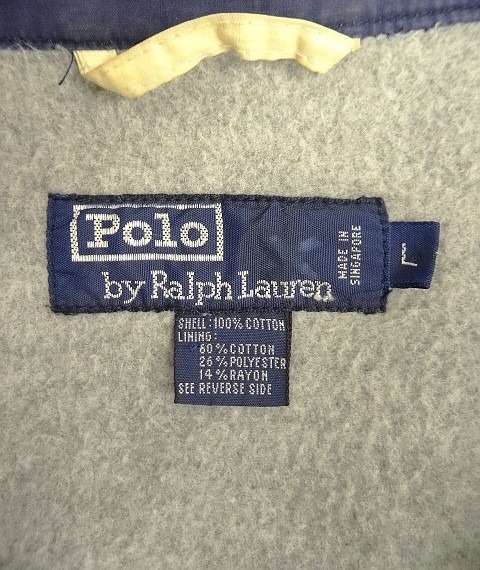 Polo
by Ralph Lauren
MADE IN
SINGAPORE
L
SHELL: 100% COTTON
LINING:
60% COTTON
26% POLYESTER
14% RAYON
SEE REVERSE SIDE